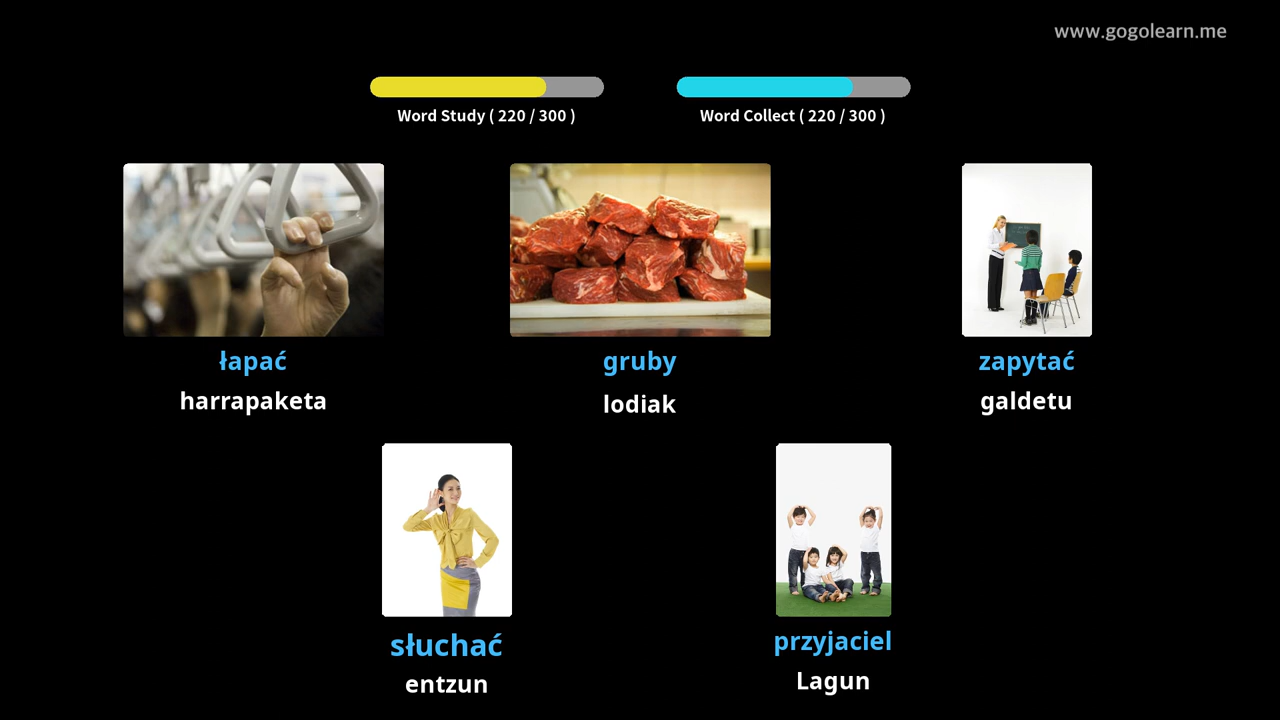 www.gogolearn.me
Word Study ( 220 / 300 )
Word Collect ( 220 / 300 )
łapać
harrapaketa
gruby
lodiak
zapytać
galdetu
słuchać
entzun
przyjaciel
Lagun